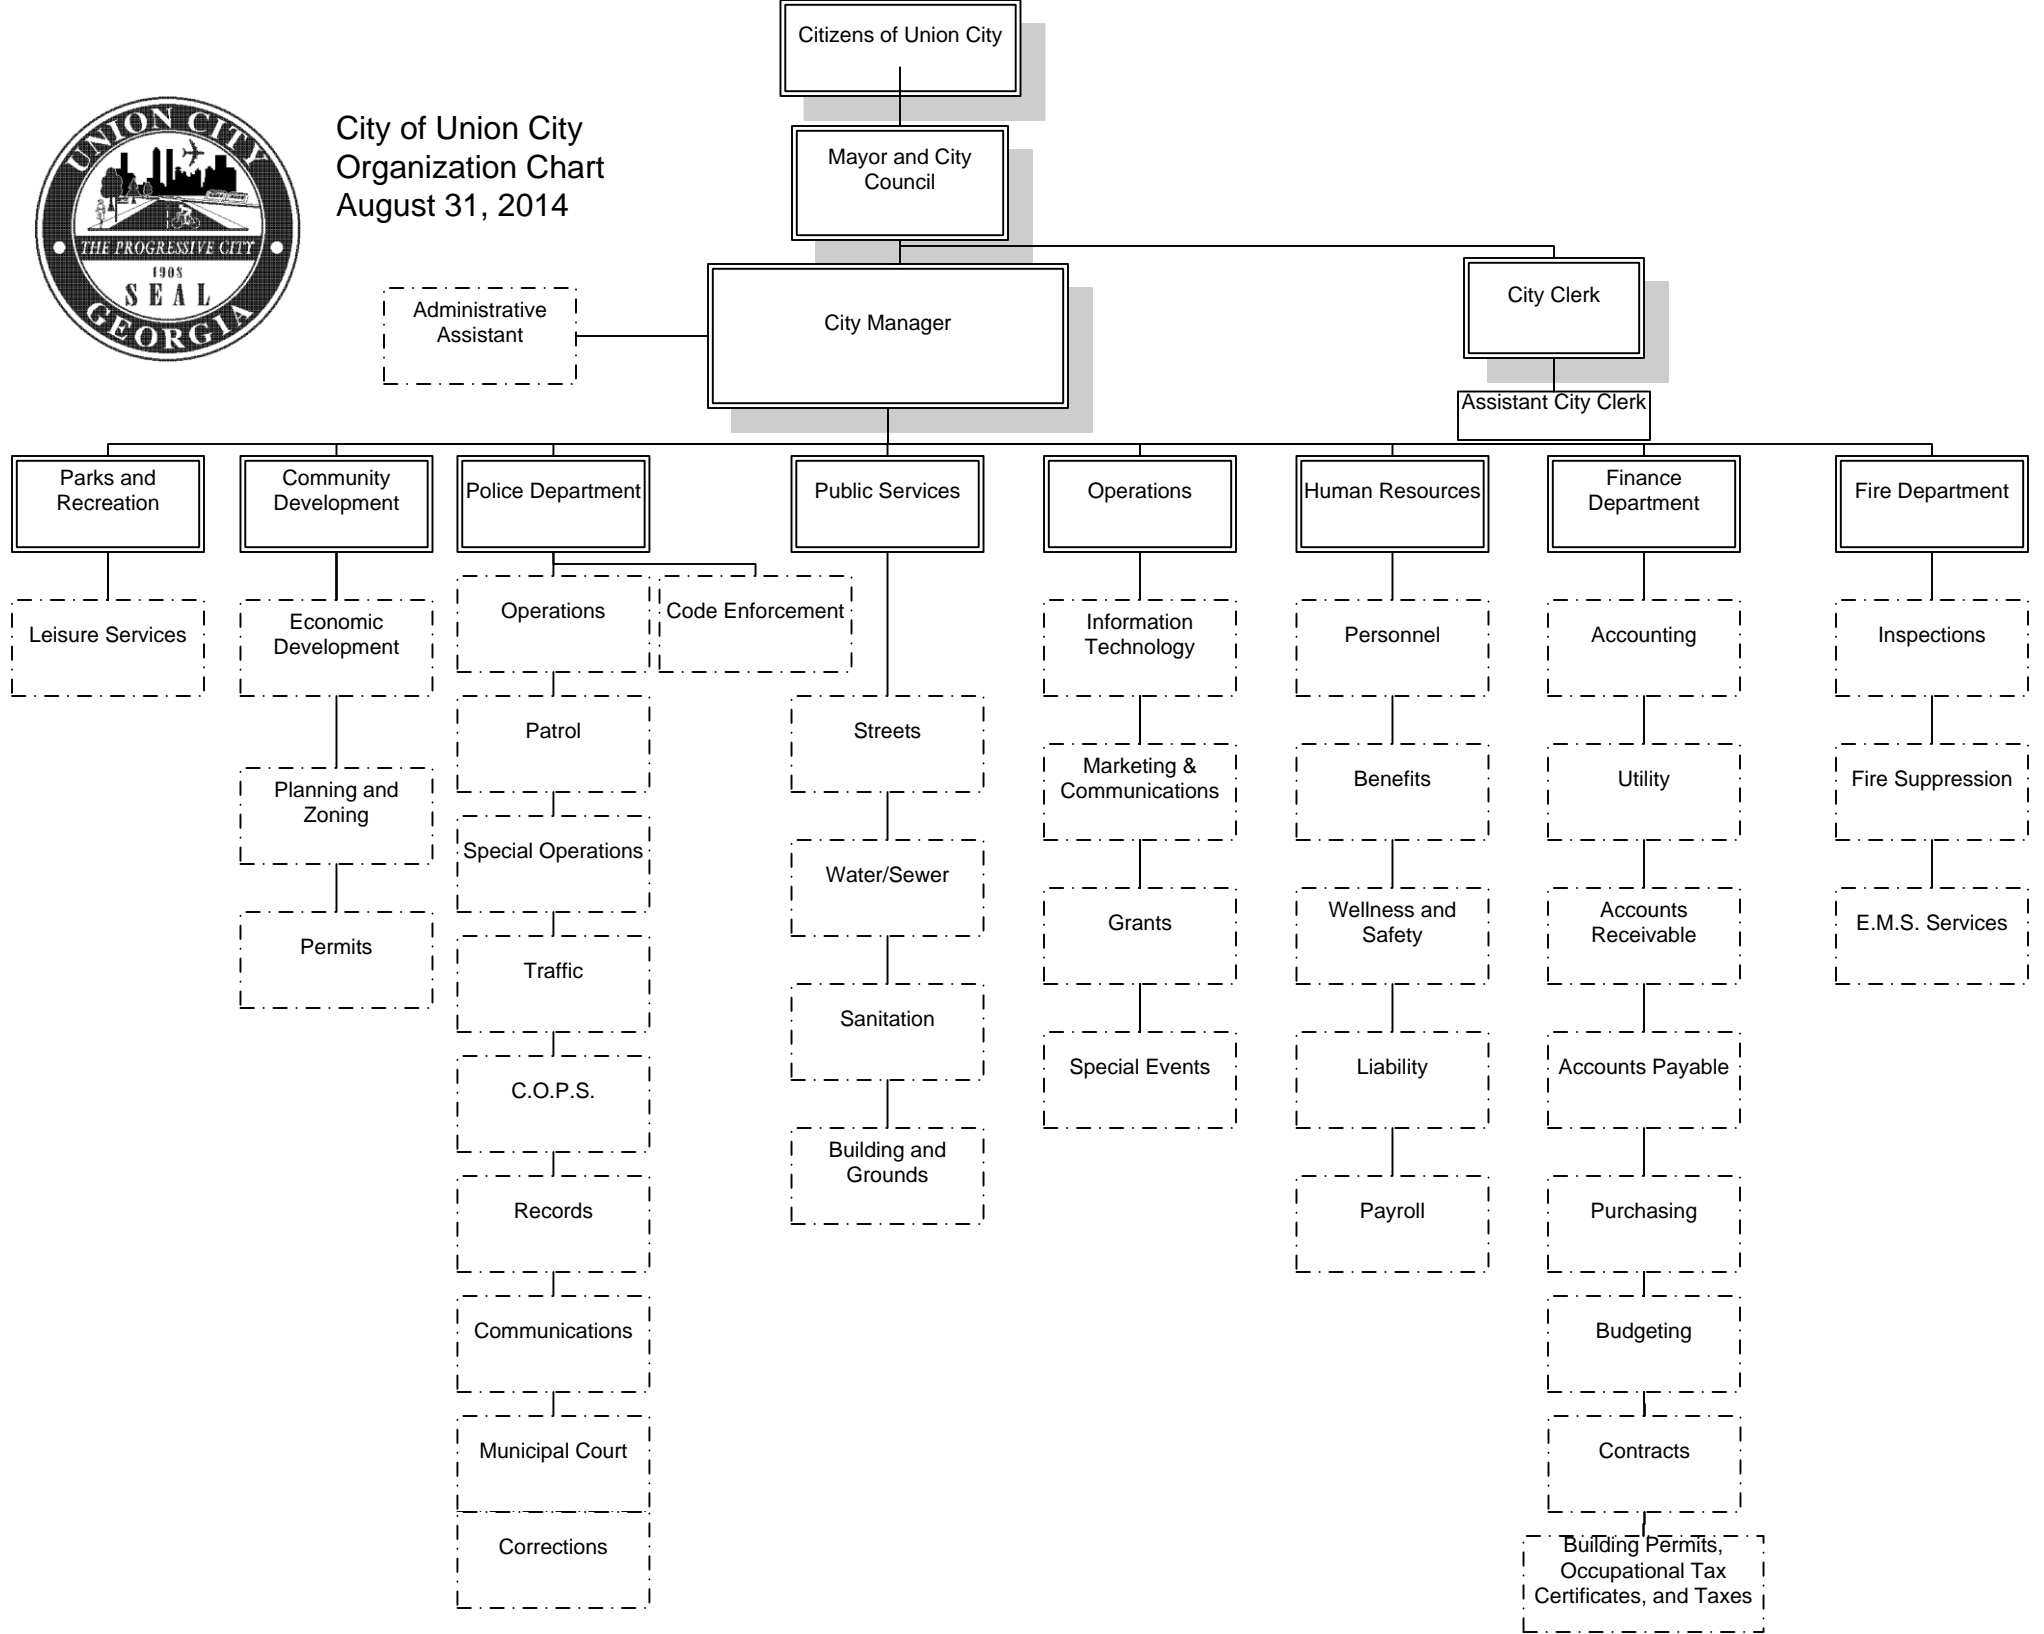 Citizens of Union City
UNION CITY
THE PROGRESSIVE CITY
1908
SEAL
GEORGIA
City of Union City
Organization Chart
August 31, 2014
Mayor and City
Council
City Manager
Administrative
Assistant
City Clerk
Assistant City Clerk
Parks and
Recreation
Community
Development
Police Department
Public Services
Operations
Human Resources
Finance
Department
Fire Department
Leisure Services
Economic
Development
Planning and
Zoning
Permits
Operations
Code Enforcement
Patrol
Special Operations
Traffic
C.O.P.S.
Records
Communications
Municipal Court
Corrections
Streets
Water/Sewer
Sanitation
Building and
Grounds
Information
Technology
Marketing &
Communications
Grants
Special Events
Personnel
Benefits
Wellness and
Safety
Liability
Payroll
Accounting
Utility
Accounts
Receivable
Accounts Payable
Purchasing
Budgeting
Contracts
Building Permits,
Occupational Tax
Certificates, and Taxes
Inspections
Fire Suppression
E.M.S. Services